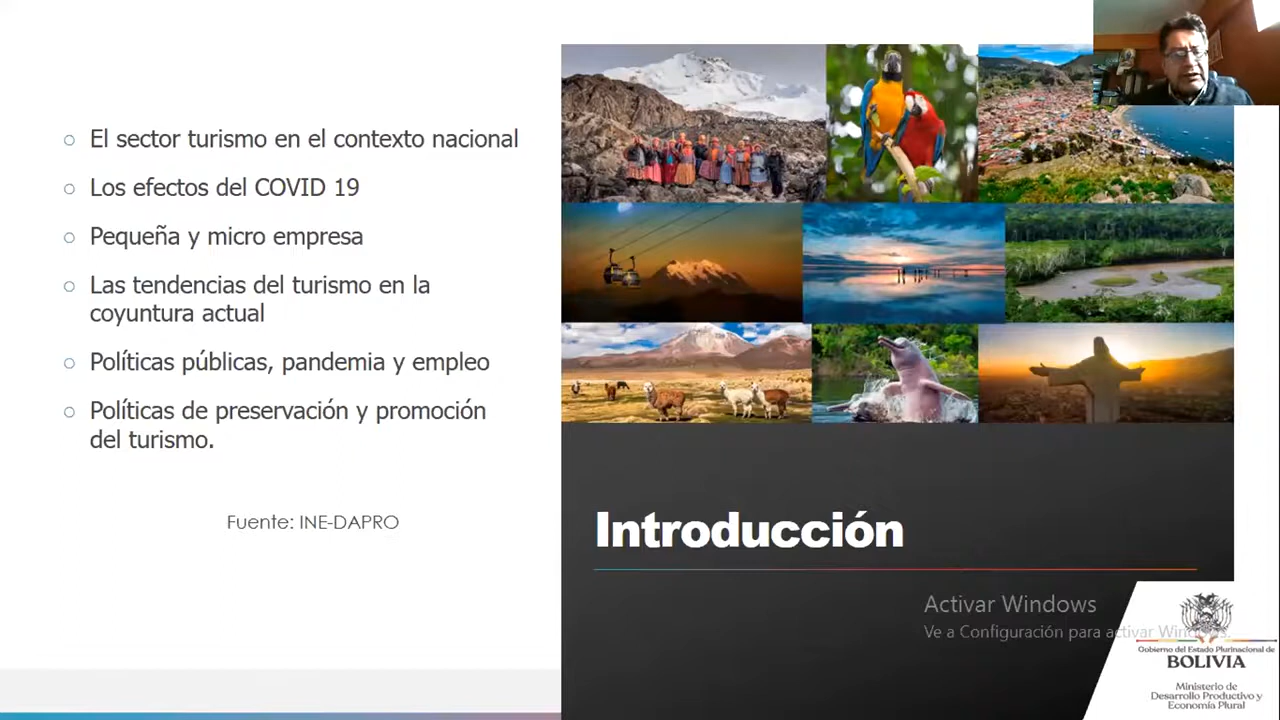 El sector turismo en el contexto nacional
Los efectos del COVID 19
Pequeña y micro empresa
Las tendencias del turismo en la
coyuntura actual
Políticas públicas, pandemia y empleo
Políticas de preservación y promoción
del turismo.
Fuente: INE-DAPRO
Introducción
Activar Windows
Ve a Configuración para activar Windows.
Gobierno del Estado Plurinacional de
BOLIVIA
Ministerio de
Desarrollo Productivo y
Economía Plural